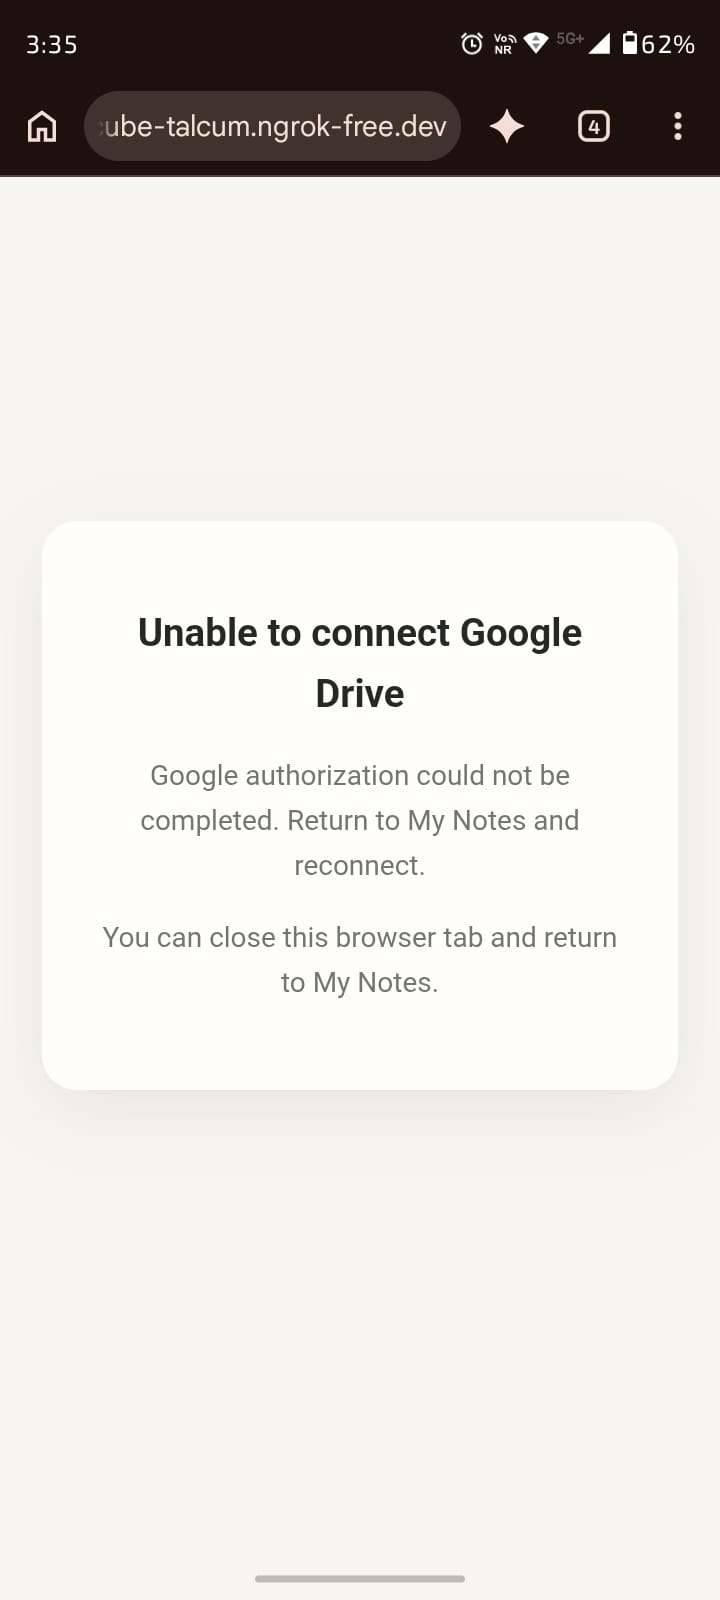 3:35
Vo
NR
5G+
62%
ube-talcum.ngrok-free.dev
4
Unable to connect Google
Drive
Google authorization could not be
completed. Return to My Notes and
reconnect.
You can close this browser tab and return
to My Notes.